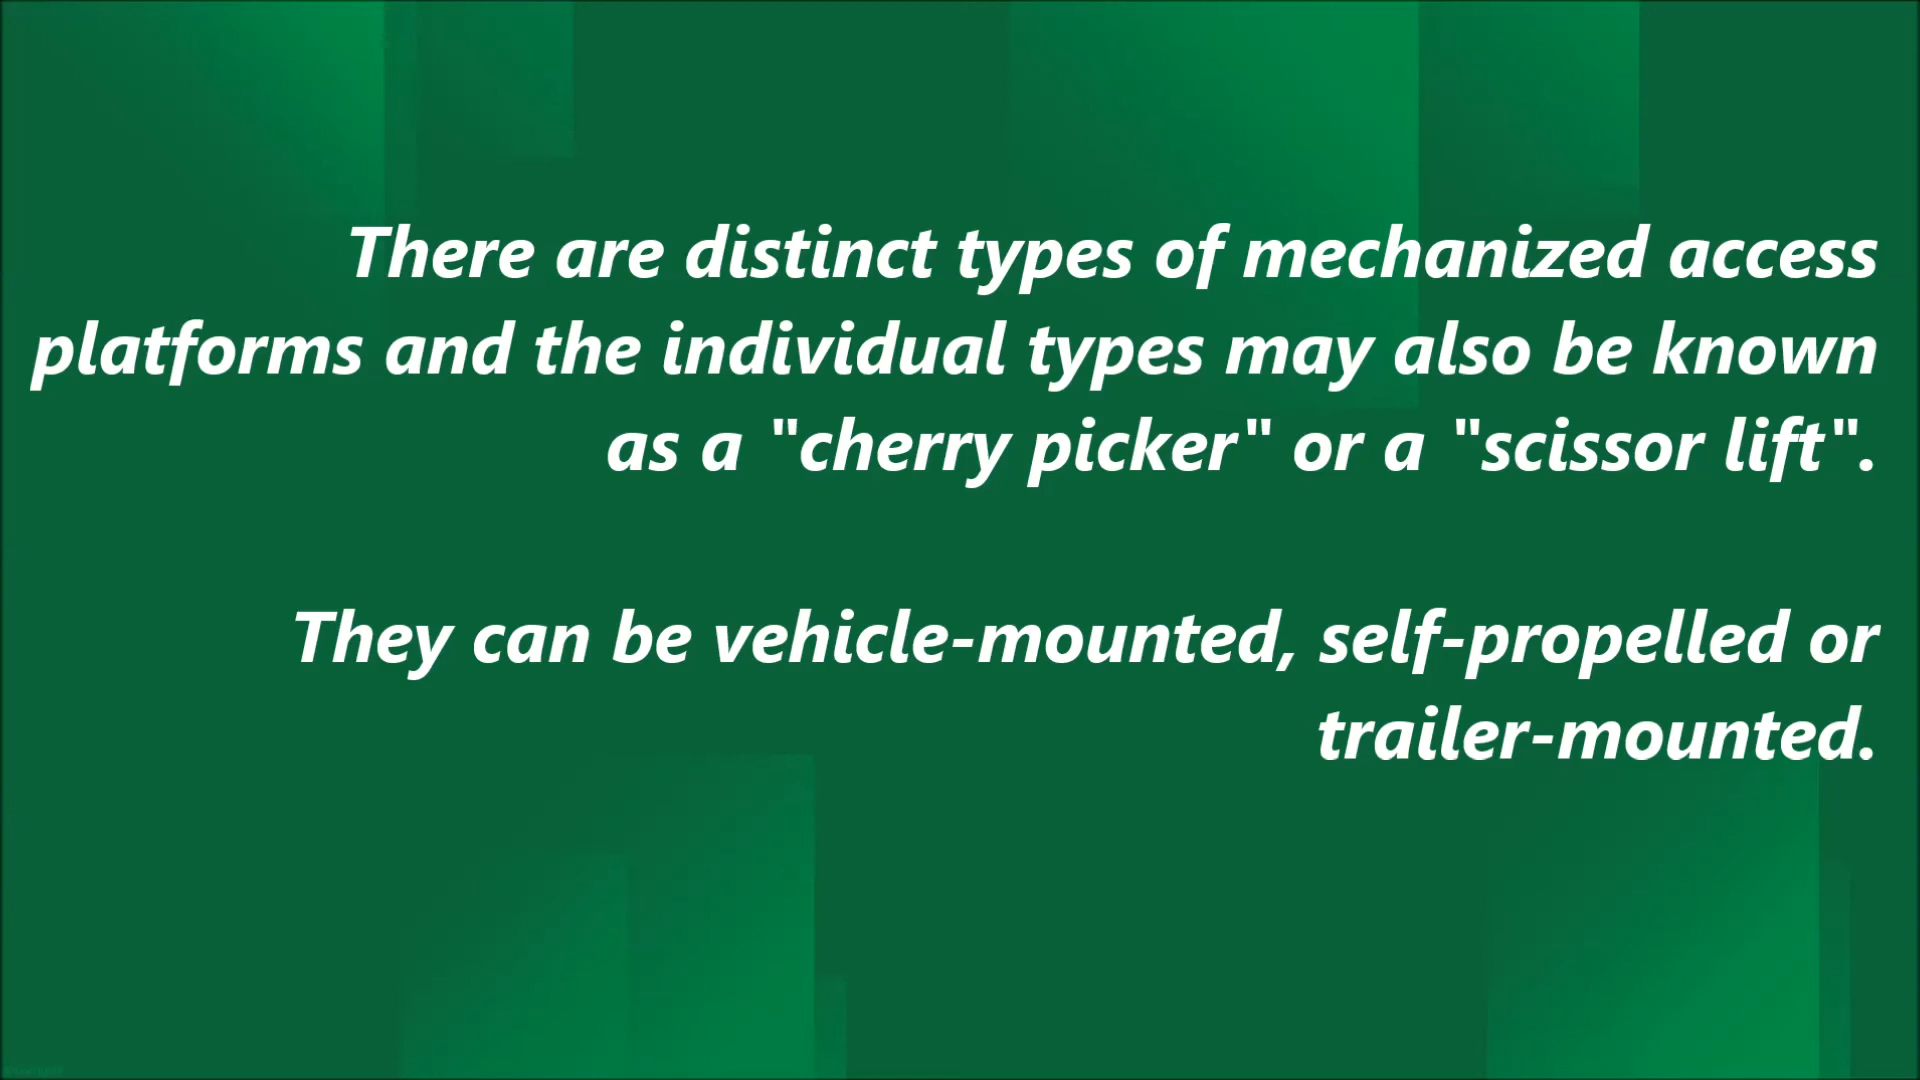 There are distinct types of mechanized access
platforms and the individual types may also be known
as a "cherry picker" or a "scissor lift".
They can be vehicle-mounted, self-propelled or
trailer-mounted.